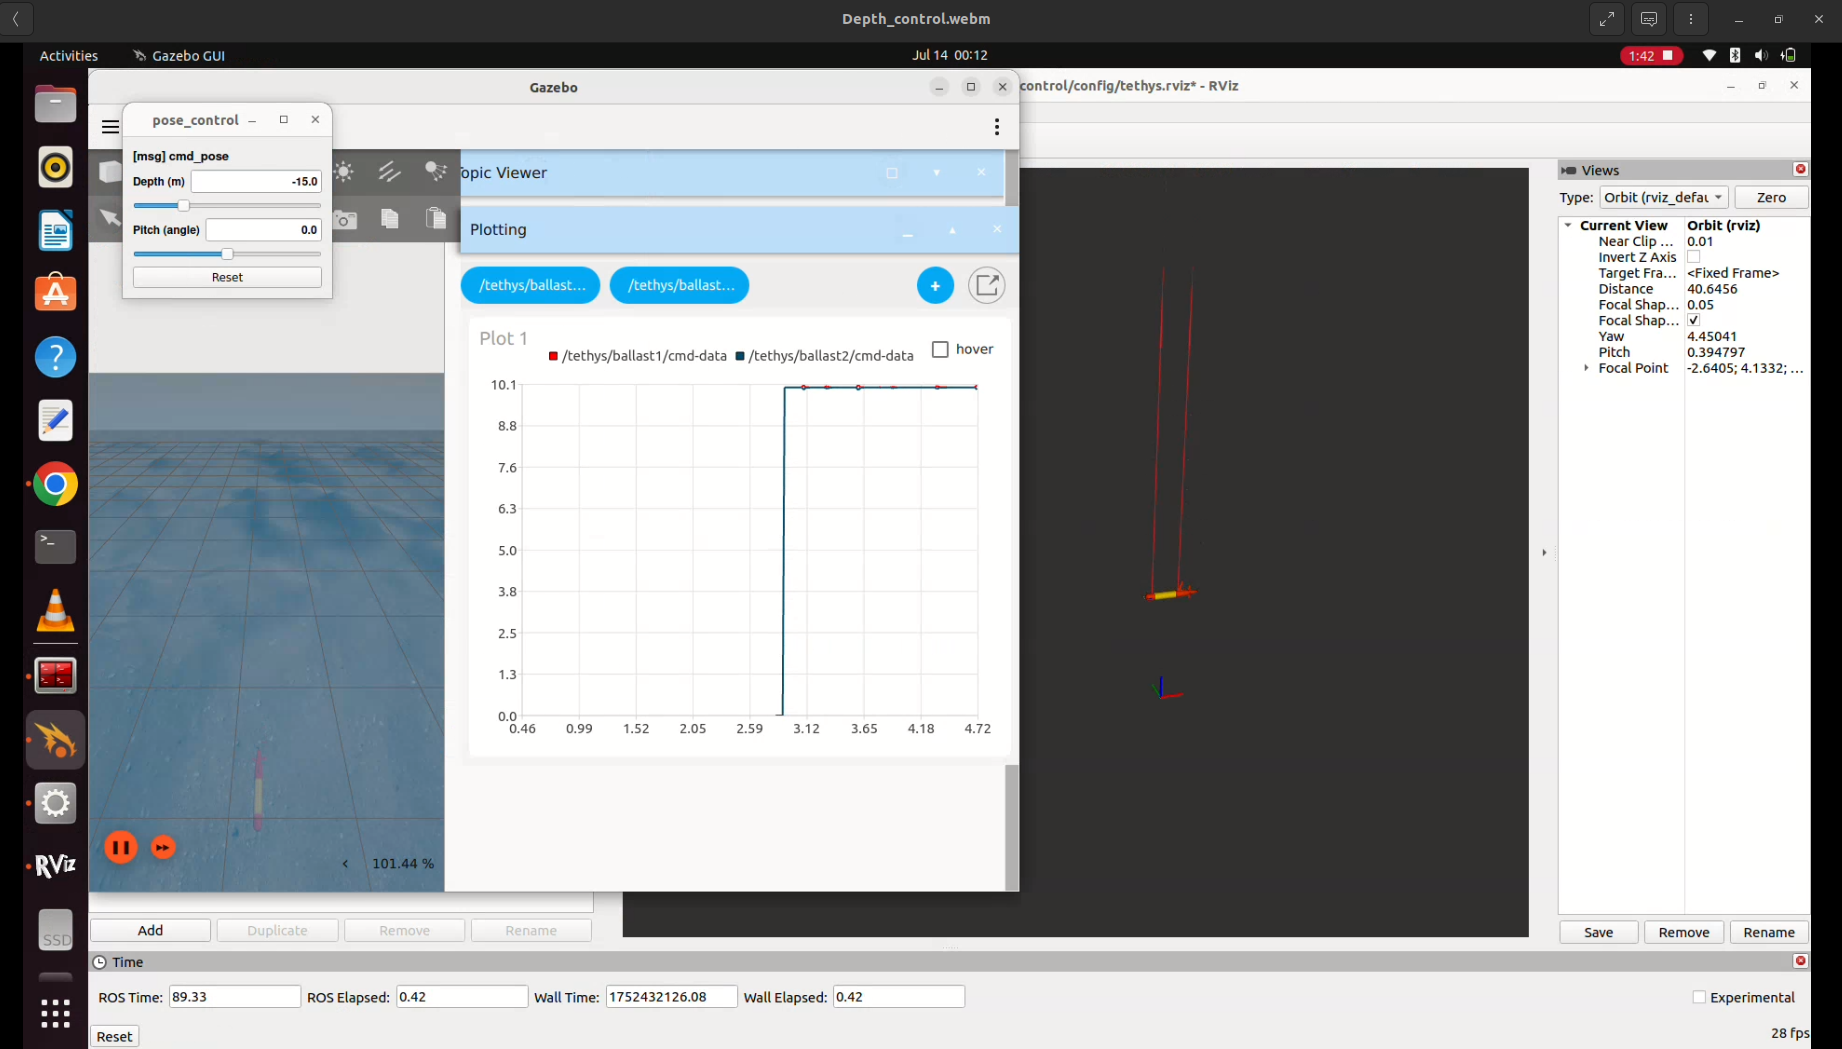 Depth_control.webm
Activities
Gazebo GUI
Jul 14 00:12
1:42
Gazebo
control/config/tethys.rviz* - RViz
pose_control
[msg] cmd_pose
Depth (m)
-15.0
Pitch (angle)
0.0
Reset
opic Viewer
Plotting
/tethys/ballast...
/tethys/ballast...
+
Plot 1
/tethys/ballast1/cmd-data
/tethys/ballast2/cmd-data
hover
10.1
8.8
7.6
6.3
5.0
3.8
2.5
1.3
0.0
0.46 0.99 1.52 2.05 2.59 3.12 3.65 4.18 4.72
101.44 %
Views
Type: Orbit (rviz_defau
Zero
Current View Orbit (rviz)
Near Clip ... 0.01
Invert Z Axis
Target Fra... <Fixed Frame>
Distance 40.6456
Focal Shap... 0.05
Focal Shap...
Yaw 4.45041
Pitch 0.394797
Focal Point -2.6405; 4.1332; ...
Save Remove Rename
RViz
SSD
Add Duplicate Remove Rename
Time
ROS Time: 89.33 ROS Elapsed: 0.42 Wall Time: 1752432126.08 Wall Elapsed: 0.42
Experimental
Reset
28 fps